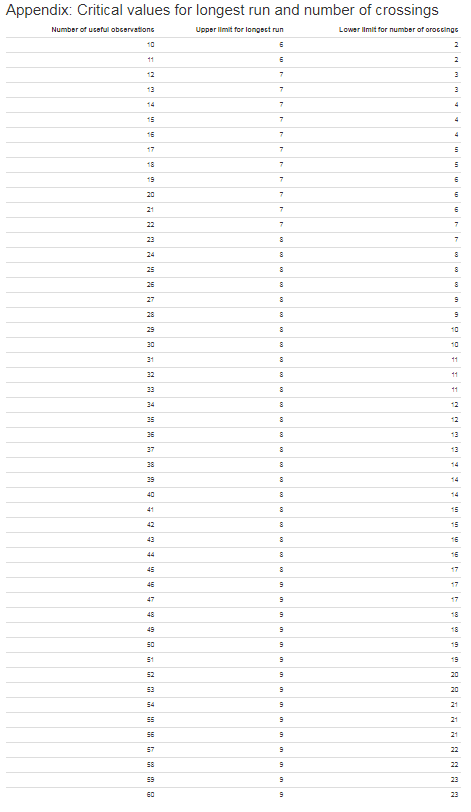 Appendix: Critical values for longest run and number of crossings
Number of useful observations Upper limit for longest run Lower limit for number of crossings
10 6 2
11 6 2
12 7 3
13 7 3
14 7 4
15 7 4
16 7 4
17 7 5
18 7 5
19 7 6
20 7 6
21 7 6
22 7 7
23 8 7
24 8 8
25 8 8
26 8 8
27 8 9
28 8 9
29 8 10
30 8 10
31 8 11
32 8 11
33 8 11
34 8 12
35 8 12
36 8 13
37 8 13
38 8 14
39 8 14
40 8 14
41 8 15
42 8 15
43 8 16
44 8 16
45 8 17
46 9 17
47 9 17
48 9 18
49 9 18
50 9 19
51 9 19
52 9 20
53 9 20
54 9 21
55 9 21
56 9 21
57 9 22
58 9 22
59 9 23
60 9 23